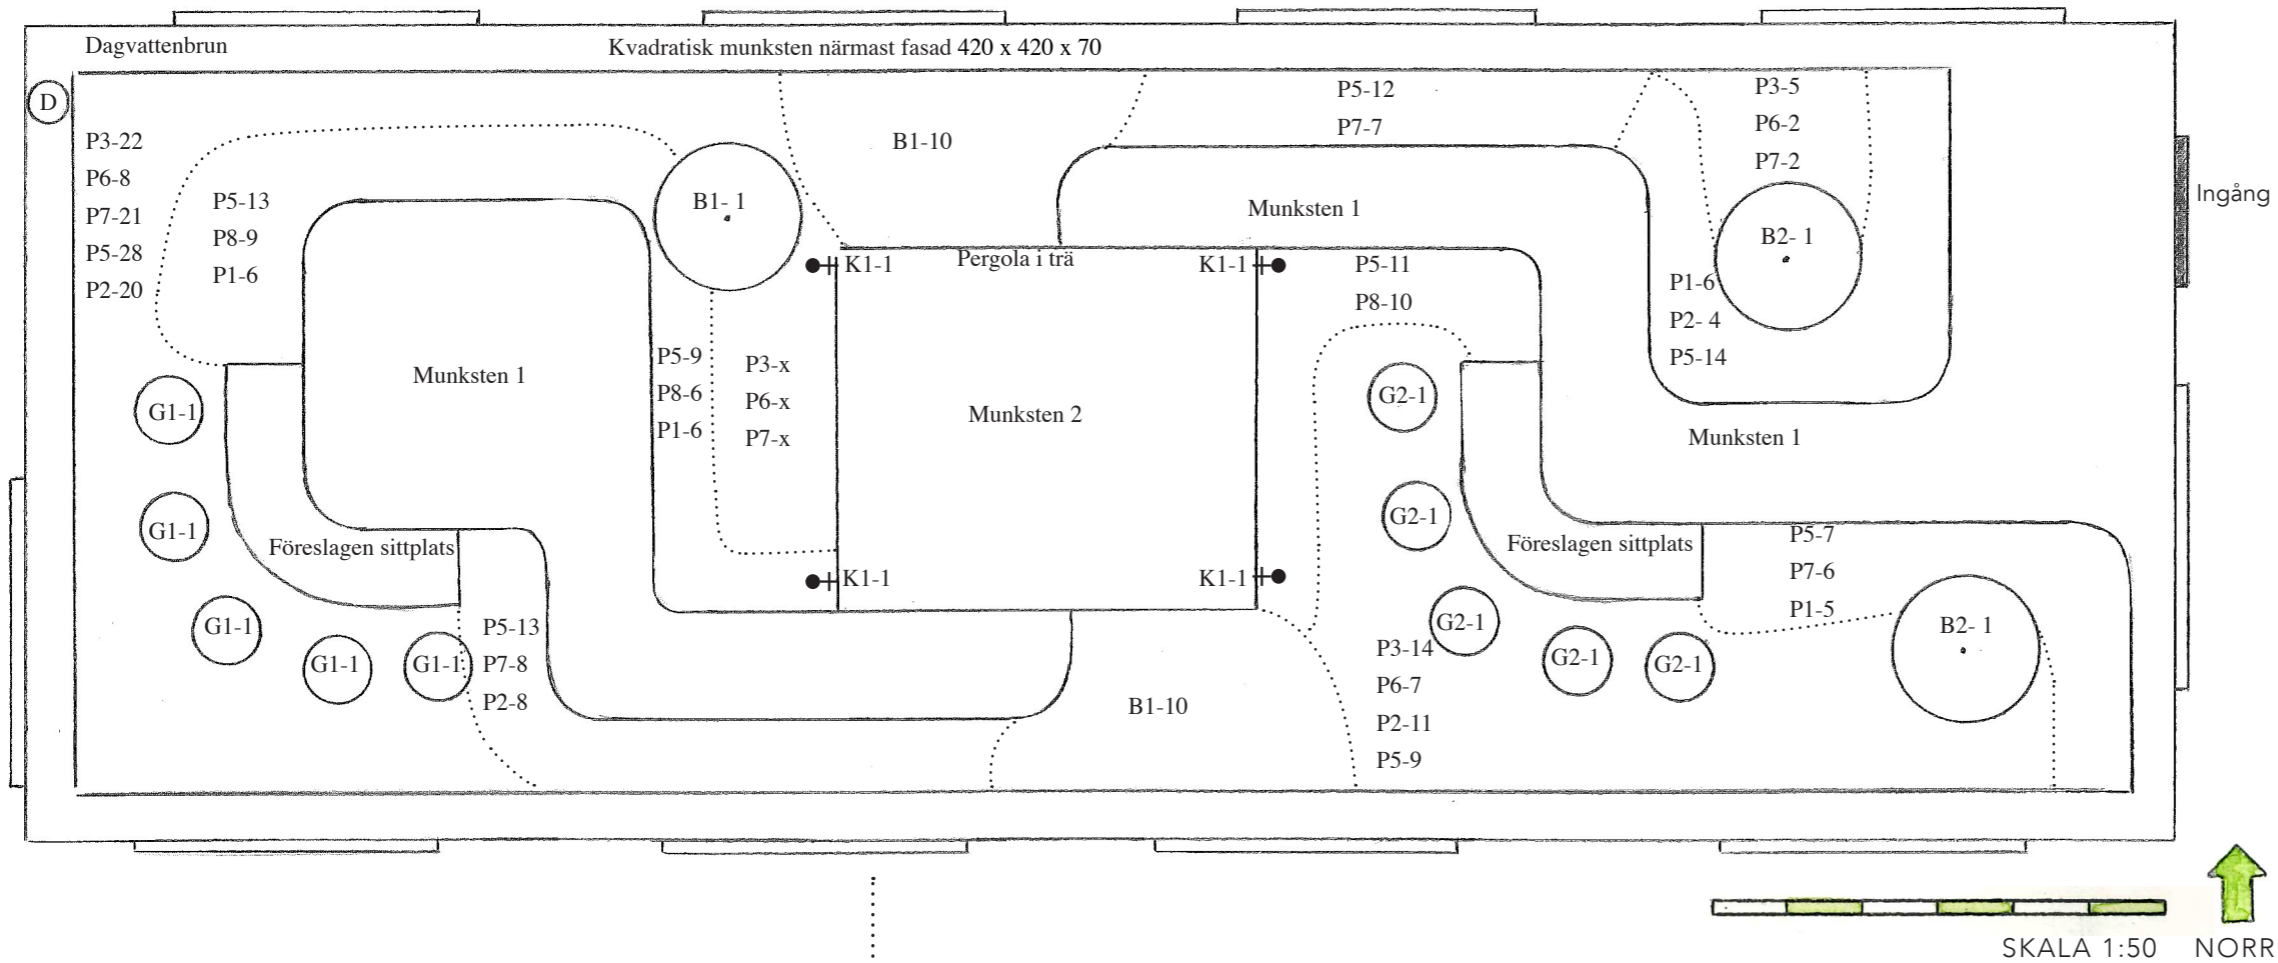 Dagvattenbrun
Kvadratisk munksten närmast fasad 420 x 420 x 70
D
P3-22
P6-8
P7-21
P5-28
P2-20
P5-13
P8-9
P1-6
B1- 1
B1-10
P5-12
P7-7
P3-5
P6-2
P7-2
Ingång
Munksten 1
B2- 1
K1-1
Pergola i trä
K1-1
P5-11
P8-10
P1-6
P2- 4
P5-14
Munksten 1
P5-9
P8-6
P1-6
P3-x
P6-x
P7-x
Munksten 2
G1-1
G1-1
G1-1
G1-1
G1-1
Föreslagen sittplats
K1-1
K1-1
G2-1
G2-1
G2-1
G2-1
G2-1
Munksten 1
Föreslagen sittplats
P5-7
P7-6
P1-5
B2- 1
P5-13
P7-8
P2-8
B1-10
P3-14
P6-7
P2-11
P5-9
SKALA 1:50
NORR